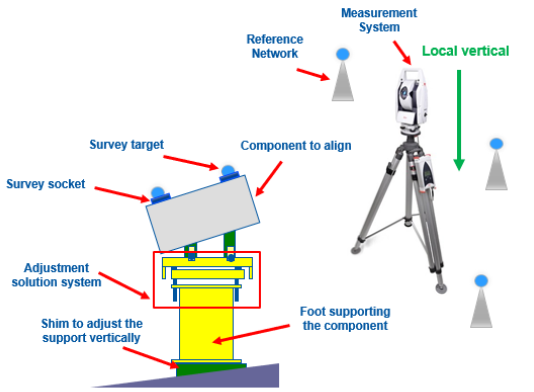 Measurement
System
Reference
Network
Local vertical
Survey target
Component to align
Survey socket
Adjustment
solution system
Shim to adjust the
support vertically
Foot supporting
the component